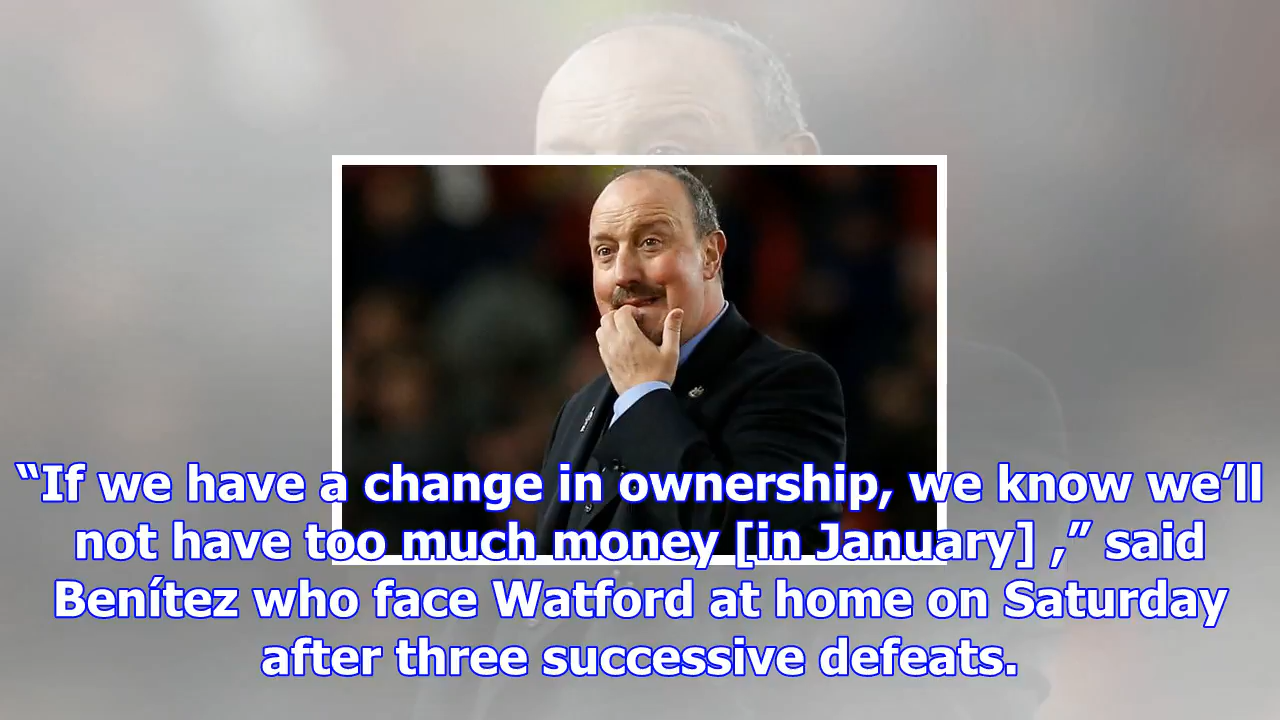 “If we have a change in ownership, we know we’ll
not have too much money [in January] ,” said
Benítez who face Watford at home on Saturday
after three successive defeats.